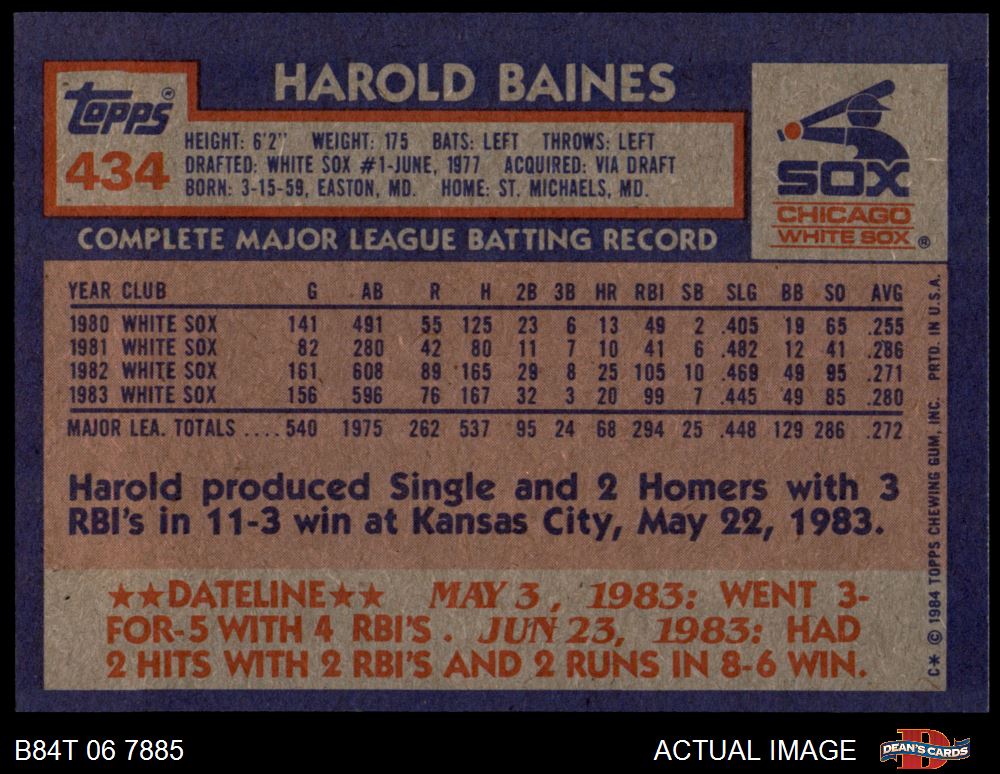 HAROLD BAINES
Topps®
434
HEIGHT: 6'2" WEIGHT: 175 BATS: LEFT THROWS: LEFT
DRAFTED: WHITE SOX #1-JUNE, 1977 ACQUIRED: VIA DRAFT
BORN: 3-15-59, EASTON, MD. HOME: ST. MICHAELS, MD.
SOX
CHICAGO
WHITE SOX ®
COMPLETE MAJOR LEAGUE BATTING RECORD
YEAR CLUB G AB R H 2B 3B HR RBI SB SLG BB SO AVG
1980 WHITE SOX 141 491 55 125 23 6 13 49 2 .405 19 65 .255
1981 WHITE SOX 82 280 42 80 11 7 10 41 6 .482 12 41 .286
1982 WHITE SOX 161 608 89 165 29 8 25 105 10 .469 49 95 .271
1983 WHITE SOX 156 596 76 167 32 3 20 99 7 .445 49 85 .280
MAJOR LEA. TOTALS .... 540 1975 262 537 95 24 68 294 25 .448 129 286 .272
Harold produced Single and 2 Homers with 3
RBI's in 11-3 win at Kansas City, May 22, 1983.
★★DATELINE★★ MAY 3, 1983: WENT 3-
FOR-5 WITH 4 RBI'S. JUN 23, 1983: HAD
2 HITS WITH 2 RBI'S AND 2 RUNS IN 8-6 WIN.
C* © 1984 TOPPS CHEWING GUM, INC. PRTD. IN U.S.A.
B84T 06 7885
ACTUAL IMAGE
DEAN'S CARDS